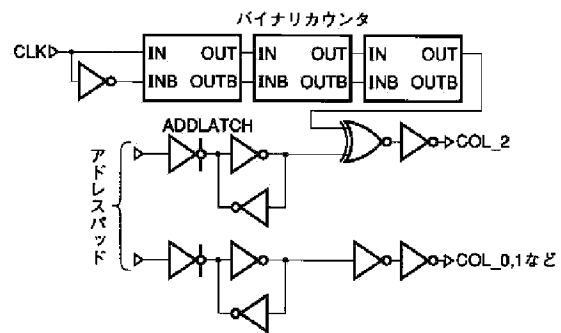 バイナリカウンタ
CLK IN OUT IN OUT IN OUT
INB OUTB INB OUTB INB OUTB
ADDLATCH
COL_2
アドレスパッド
COL_0,1など